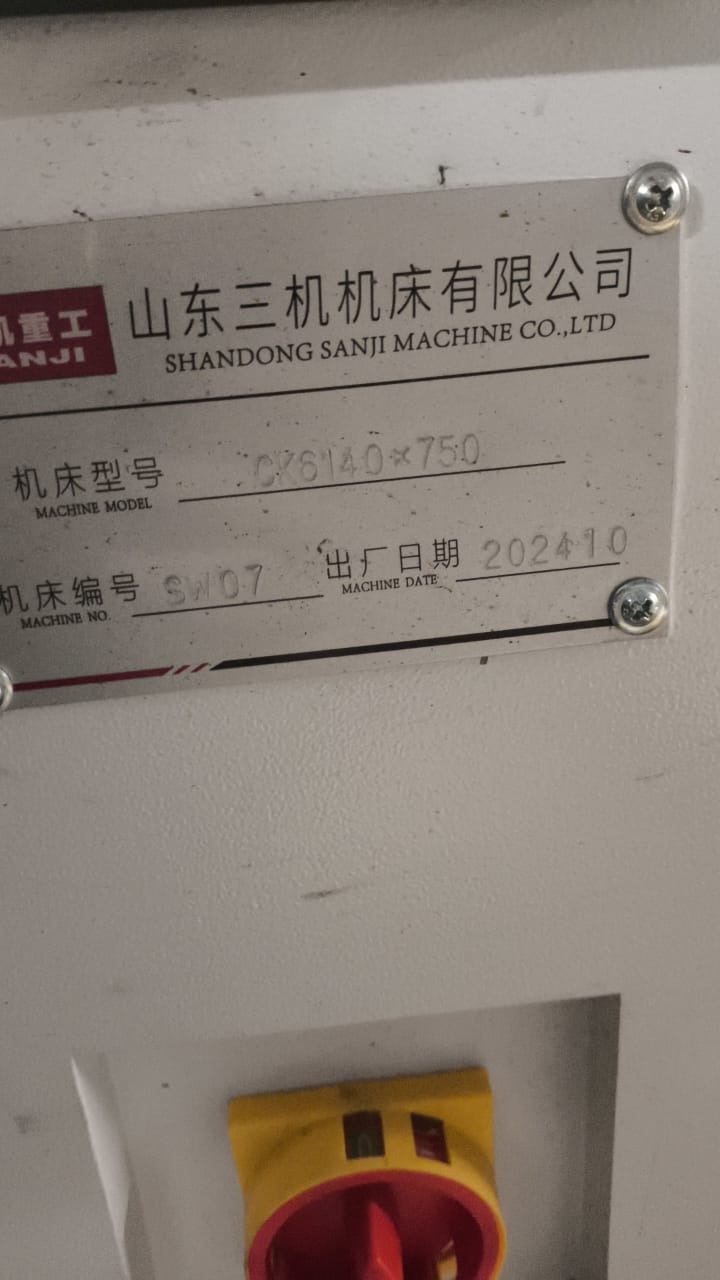 山东三机机床有限公司
SHANDONG SANJI MACHINE CO.,LTD
机重工
ANJI
机床型号 CK6140×750
MACHINE MODEL
机床编号 SW07 出厂日期 202410
MACHINE NO. MACHINE DATE